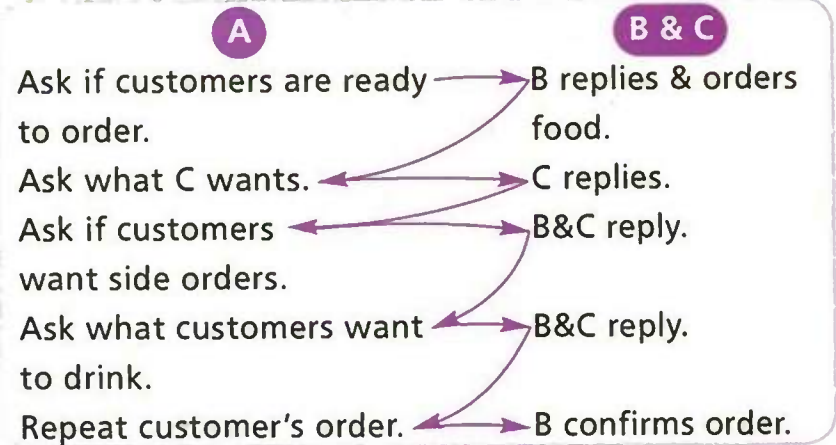 A
B & C
Ask if customers are ready
B replies & orders
to order.
food.
Ask what C wants.
C replies.
Ask if customers
B&C reply.
want side orders.
Ask what customers want
B&C reply.
to drink.
Repeat customer's order.
B confirms order.